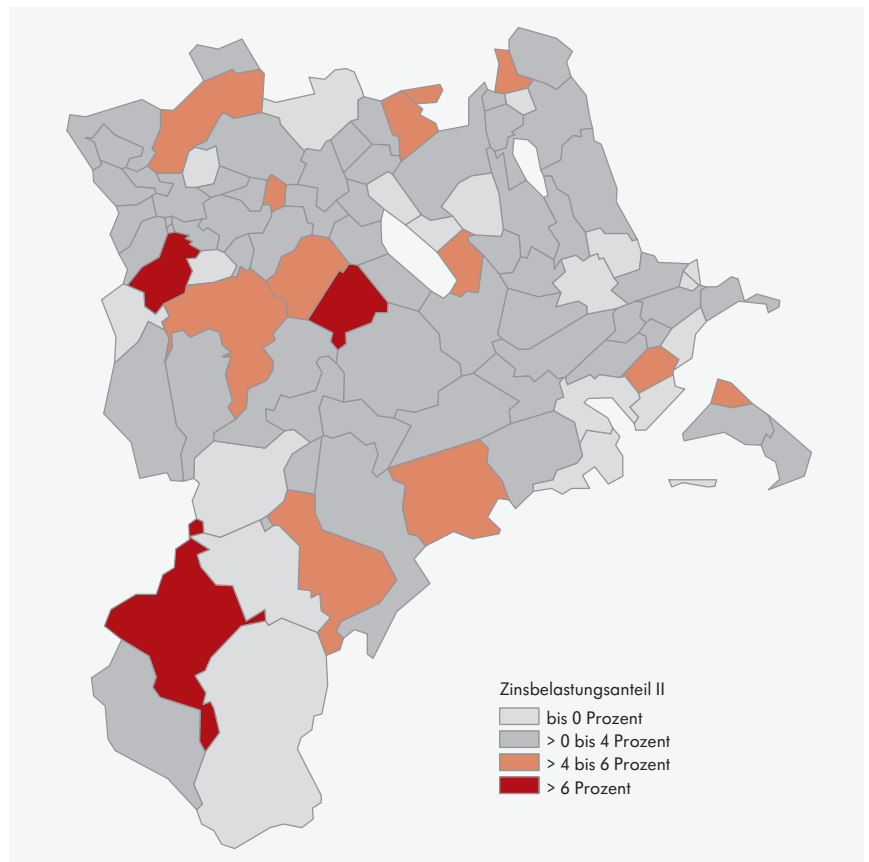 Zinsbelastungsanteil II
bis 0 Prozent
> 0 bis 4 Prozent
> 4 bis 6 Prozent
> 6 Prozent